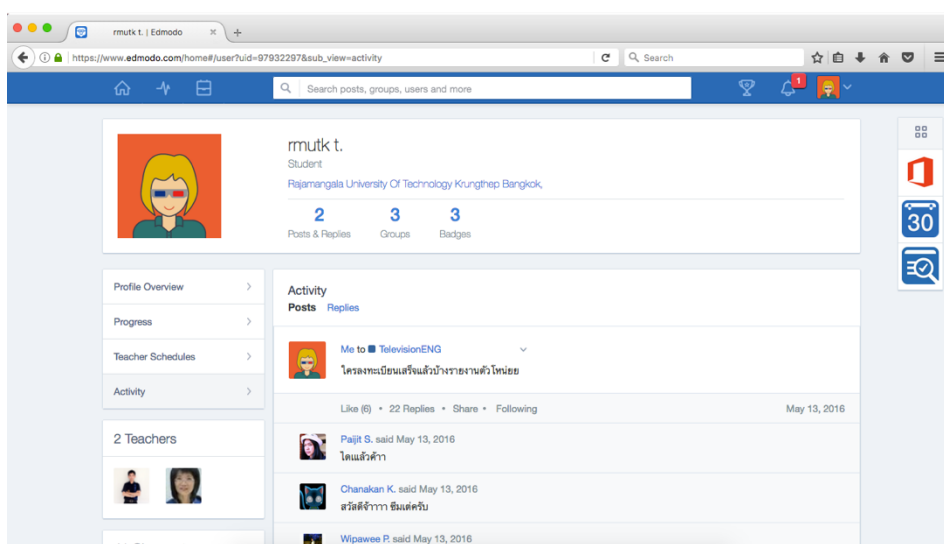 rmutk t. | Edmodo
https://www.edmodo.com/home#/user?uid=97932297&sub_view=activity
Search
Search posts, groups, users and more
1
rmutk t.
Student
Rajamangala University Of Technology Krungthep Bangkok,
2 3 3
Posts & Replies Groups Badges
30
Profile Overview
Progress
Teacher Schedules
Activity
2 Teachers
Activity
Posts Replies
Me to TelevisionENG
ใครลงทะเบียนเสร็จแล้วบ้างรายงานตัวโหน่ยย
Like (6) • 22 Replies • Share • Following May 13, 2016
Paijit S. said May 13, 2016
ไดแล้วค้าา
Chanakan K. said May 13, 2016
สวัสดีจ้าาาา ชิมเต่ครับ
Wipawee P. said May 13, 2016